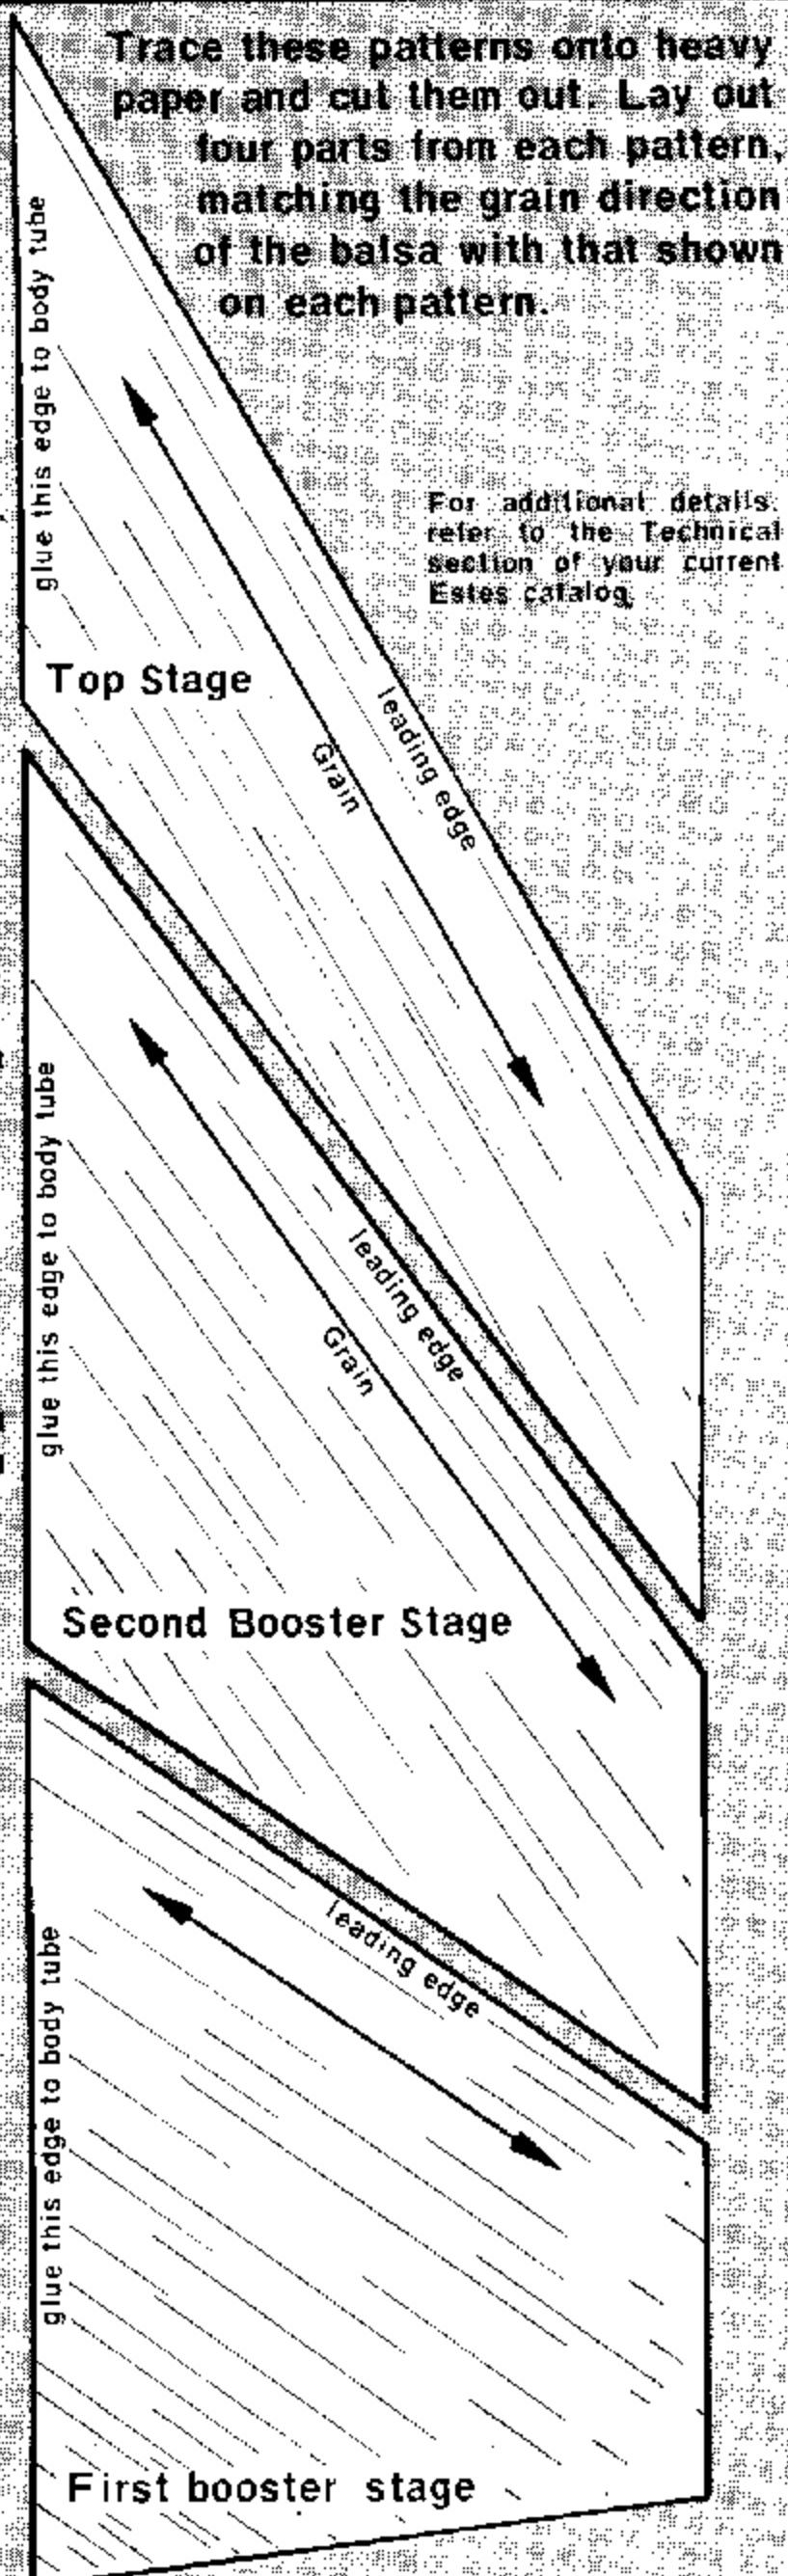 Trace these patterns onto heavy
paper and cut them out. Lay out
four parts from each pattern,
matching the grain direction
of the balsa with that shown
on each pattern.
For additional details,
refer to the Technical
section of your current
Estes catalog.
glue this edge to body tube
Top Stage
leading edge
Grain
glue this edge to body tube
leading edge
Grain
Second Booster Stage
glue this edge to body tube
leading edge
First booster stage